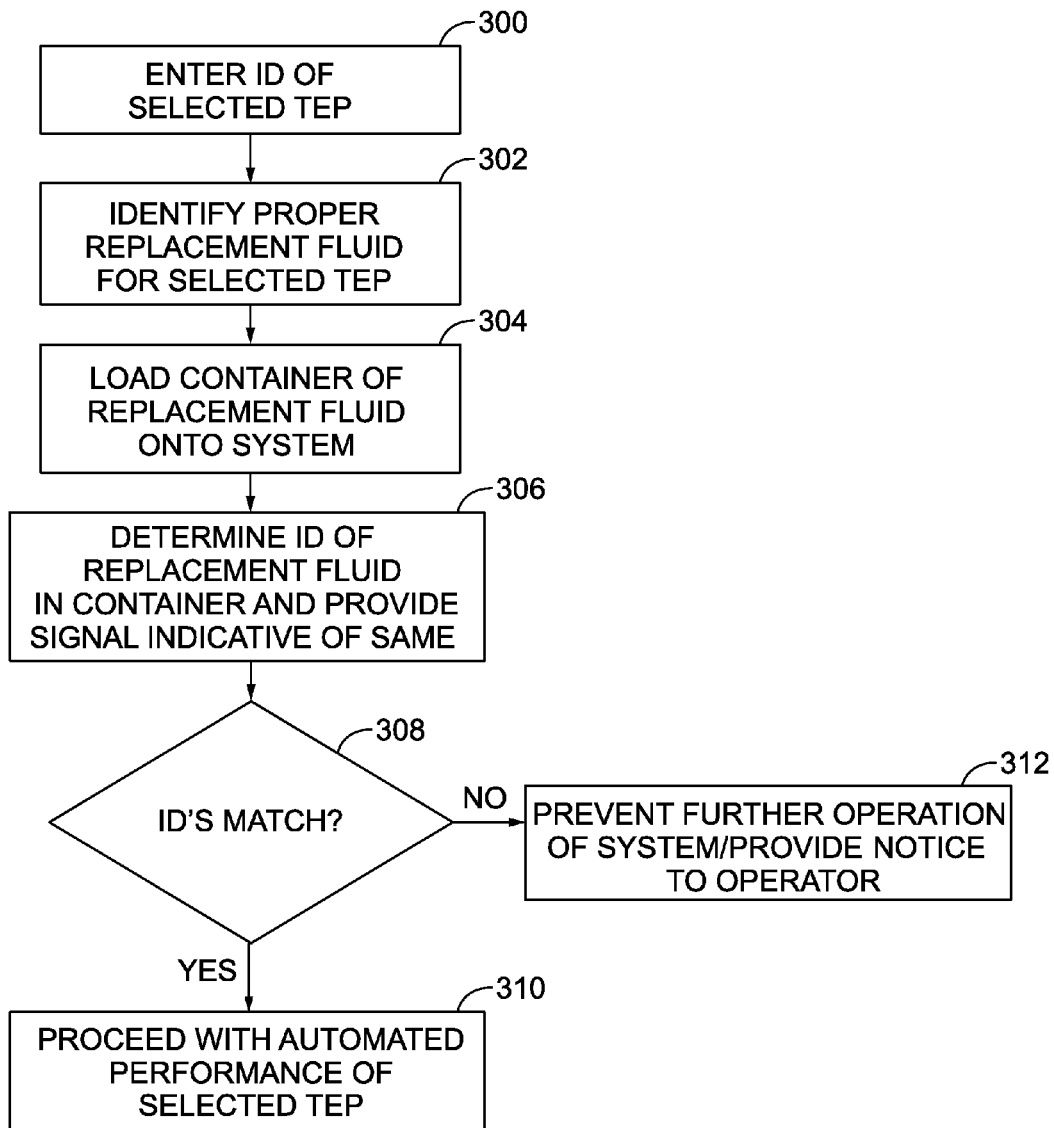 300
ENTER ID OF
SELECTED TEP
302
IDENTIFY PROPER
REPLACEMENT FLUID
FOR SELECTED TEP
304
LOAD CONTAINER OF
REPLACEMENT FLUID
ONTO SYSTEM
306
DETERMINE ID OF
REPLACEMENT FLUID
IN CONTAINER AND PROVIDE
SIGNAL INDICATIVE OF SAME
308
ID'S MATCH?
NO
312
PREVENT FURTHER OPERATION
OF SYSTEM/PROVIDE NOTICE
TO OPERATOR
YES
310
PROCEED WITH AUTOMATED
PERFORMANCE OF
SELECTED TEP